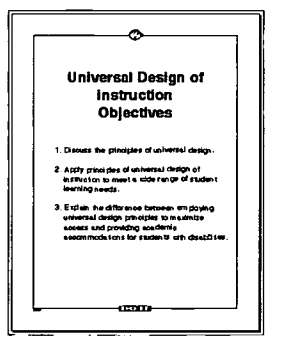 Universal Design of
Instruction
Objectives
1. Discuss the principles of universal design.
2. Apply principles of universal design of
instruction to meet a wide range of student
learning needs.
3. Explain the difference between employing
universal design principles to maximize
access and providing academic
accommodations for students with disabilities.